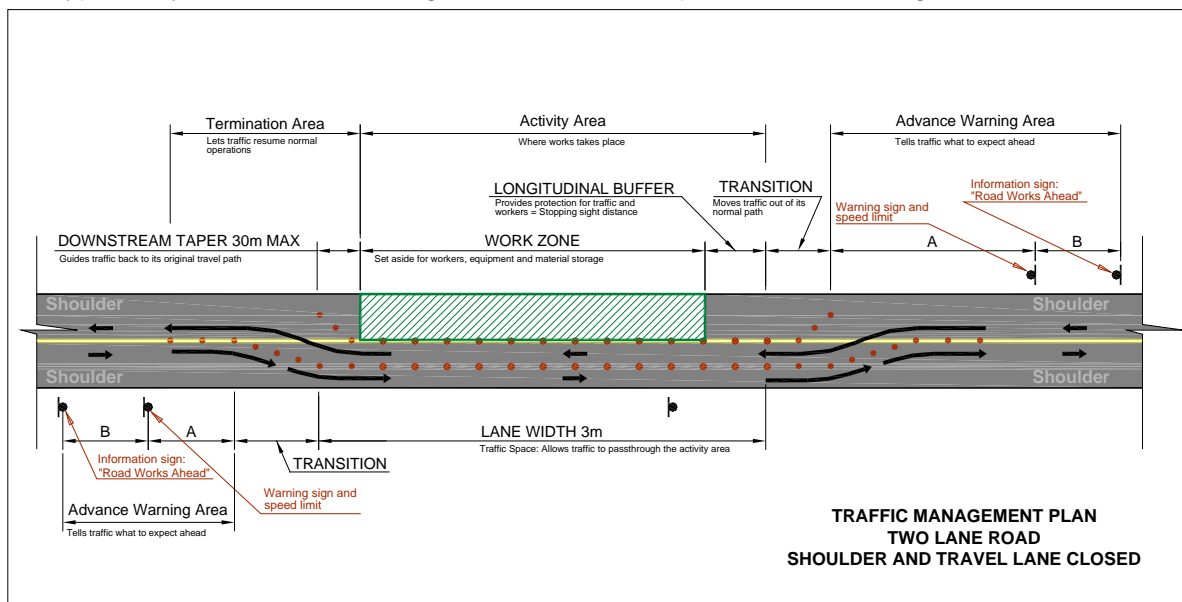 Termination Area
Lets traffic resume normal
operations
Activity Area
Where works takes place
Advance Warning Area
Tells traffic what to expect ahead
LONGITUDINAL BUFFER
Provides protection for traffic and
workers = Stopping sight distance
TRANSITION
Moves traffic out of its
normal path
Information sign:
"Road Works Ahead"
Warning sign and
speed limit
DOWNSTREAM TAPER 30m MAX
Guides traffic back to its original travel path
WORK ZONE
Set aside for workers, equipment and material storage
A
B
Shoulder
Shoulder
Shoulder
Shoulder
B
A
LANE WIDTH 3m
Traffic Space: Allows traffic to passthrough the activity area
Information sign:
"Road Works Ahead"
TRANSITION
Warning sign and
speed limit
Advance Warning Area
Tells traffic what to expect ahead
TRAFFIC MANAGEMENT PLAN
TWO LANE ROAD
SHOULDER AND TRAVEL LANE CLOSED